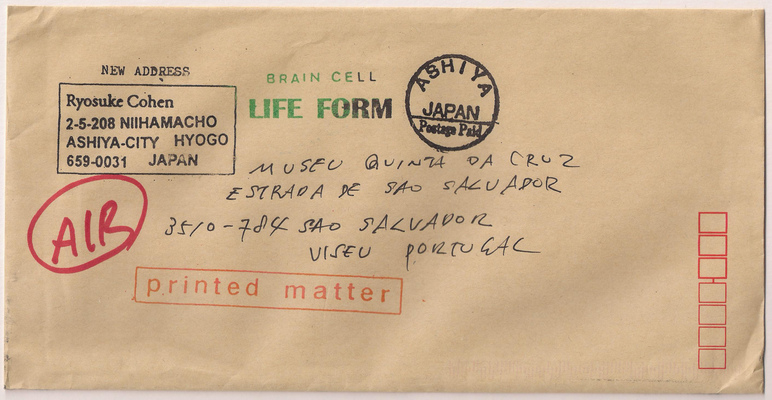 NEW ADDRESS
Ryosuke Cohen
2-5-208 NIIHAMACHO
ASHIYA-CITY HYOGO
659-0031 JAPAN
BRAIN CELL
LIFE FORM
ASHIYA
JAPAN
Postage Paid
MUSEU QUINTA DA CRUZ
ESTRADA DE SAO SALVADOR
3510-784 SAO SALVADOR
VISEU PORTUGAL
AIR
printed matter